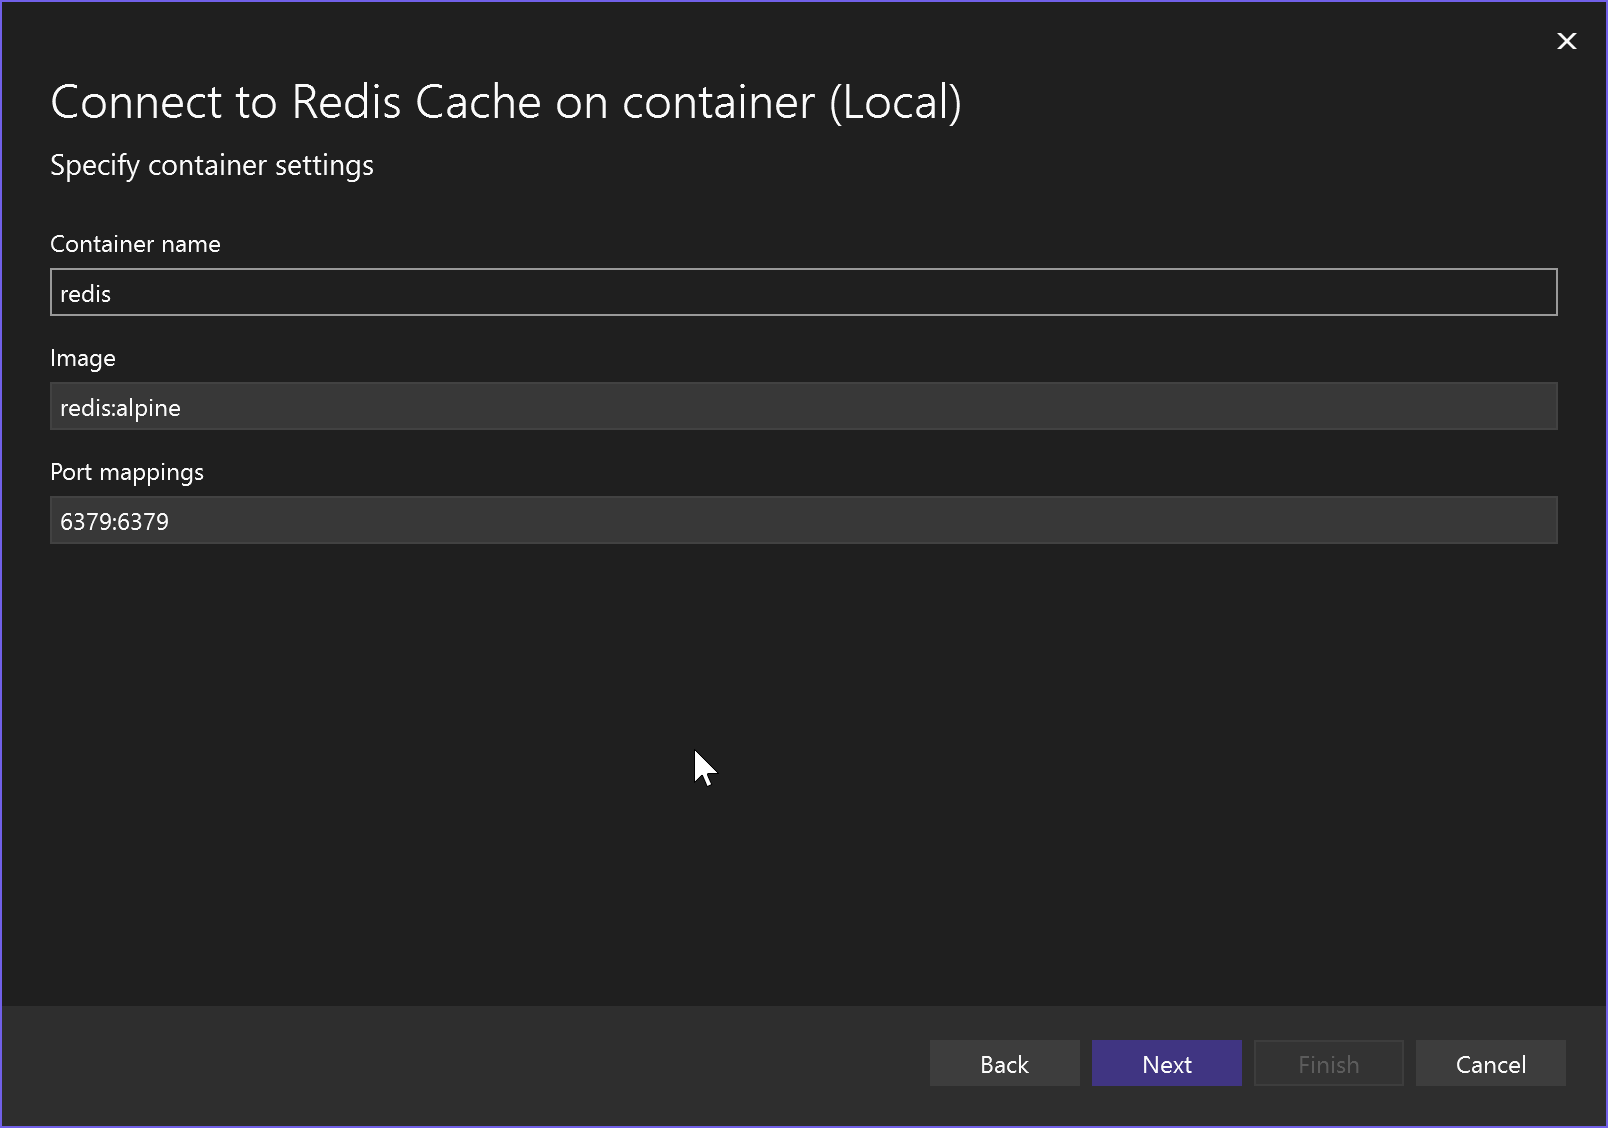 Connect to Redis Cache on container (Local)
Specify container settings
Container name
redis
Image
redis:alpine
Port mappings
6379:6379
Back Next Finish Cancel